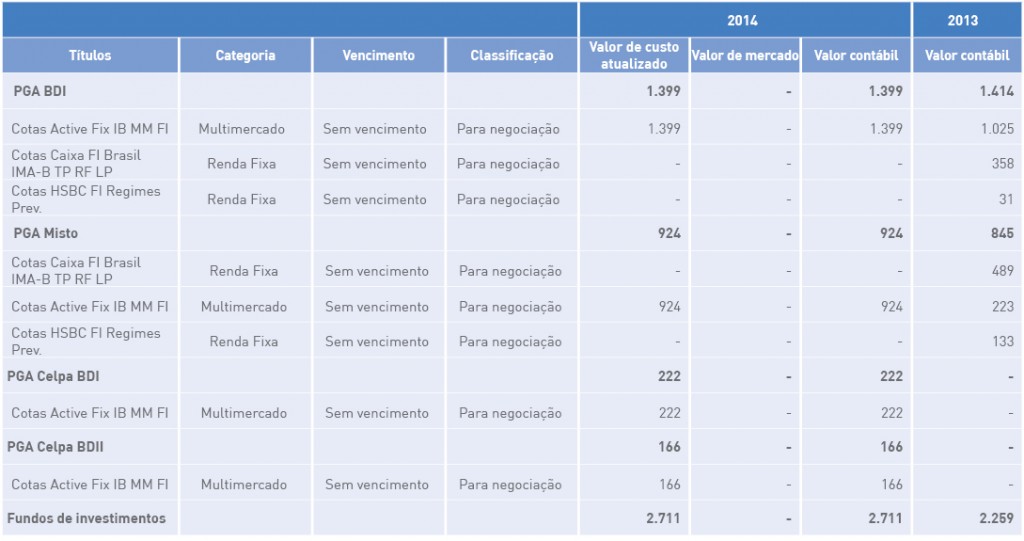 2014 2013
Títulos Categoria Vencimento Classificação Valor de custo atualizado Valor de mercado Valor contábil Valor contábil
PGA BDI 1.399 - 1.399 1.414
Cotas Active Fix IB MM FI Multimercado Sem vencimento Para negociação 1.399 - 1.399 1.025
Cotas Caixa FI Brasil
IMA-B TP RF LP Renda Fixa Sem vencimento Para negociação - - - 358
Cotas HSBC FI Regimes
Prev. Renda Fixa Sem vencimento Para negociação - - - 31
PGA Misto 924 - 924 845
Cotas Caixa FI Brasil
IMA-B TP RF LP Renda Fixa Sem vencimento Para negociação - - - 489
Cotas Active Fix IB MM FI Multimercado Sem vencimento Para negociação 924 - 924 223
Cotas HSBC FI Regimes
Prev. Renda Fixa Sem vencimento Para negociação - - - 133
PGA Celpa BDI 222 - 222 -
Cotas Active Fix IB MM FI Multimercado Sem vencimento Para negociação 222 - 222 -
PGA Celpa BDII 166 - 166 -
Cotas Active Fix IB MM FI Multimercado Sem vencimento Para negociação 166 - 166 -
Fundos de investimentos 2.711 - 2.711 2.259